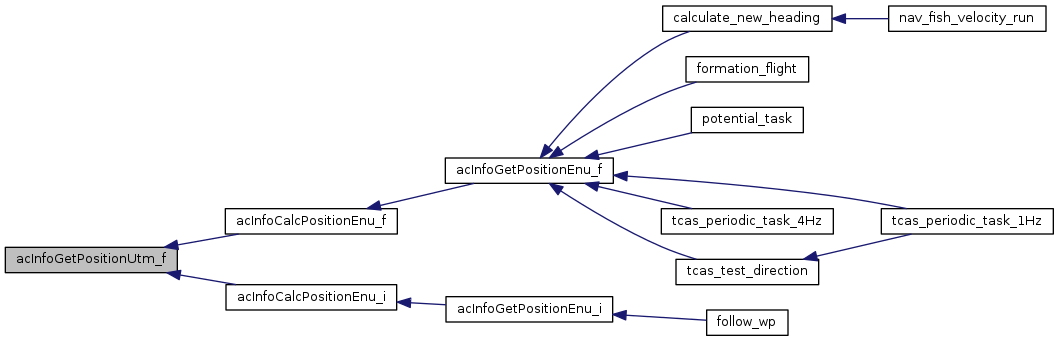 calculate_new_heading
nav_fish_velocity_run
formation_flight
potential_task
acInfoGetPositionEnu_f
acInfoCalcPositionEnu_f
tcas_periodic_task_4Hz
tcas_periodic_task_1Hz
acInfoGetPositionUtm_f
tcas_test_direction
acInfoCalcPositionEnu_i
acInfoGetPositionEnu_i
follow_wp